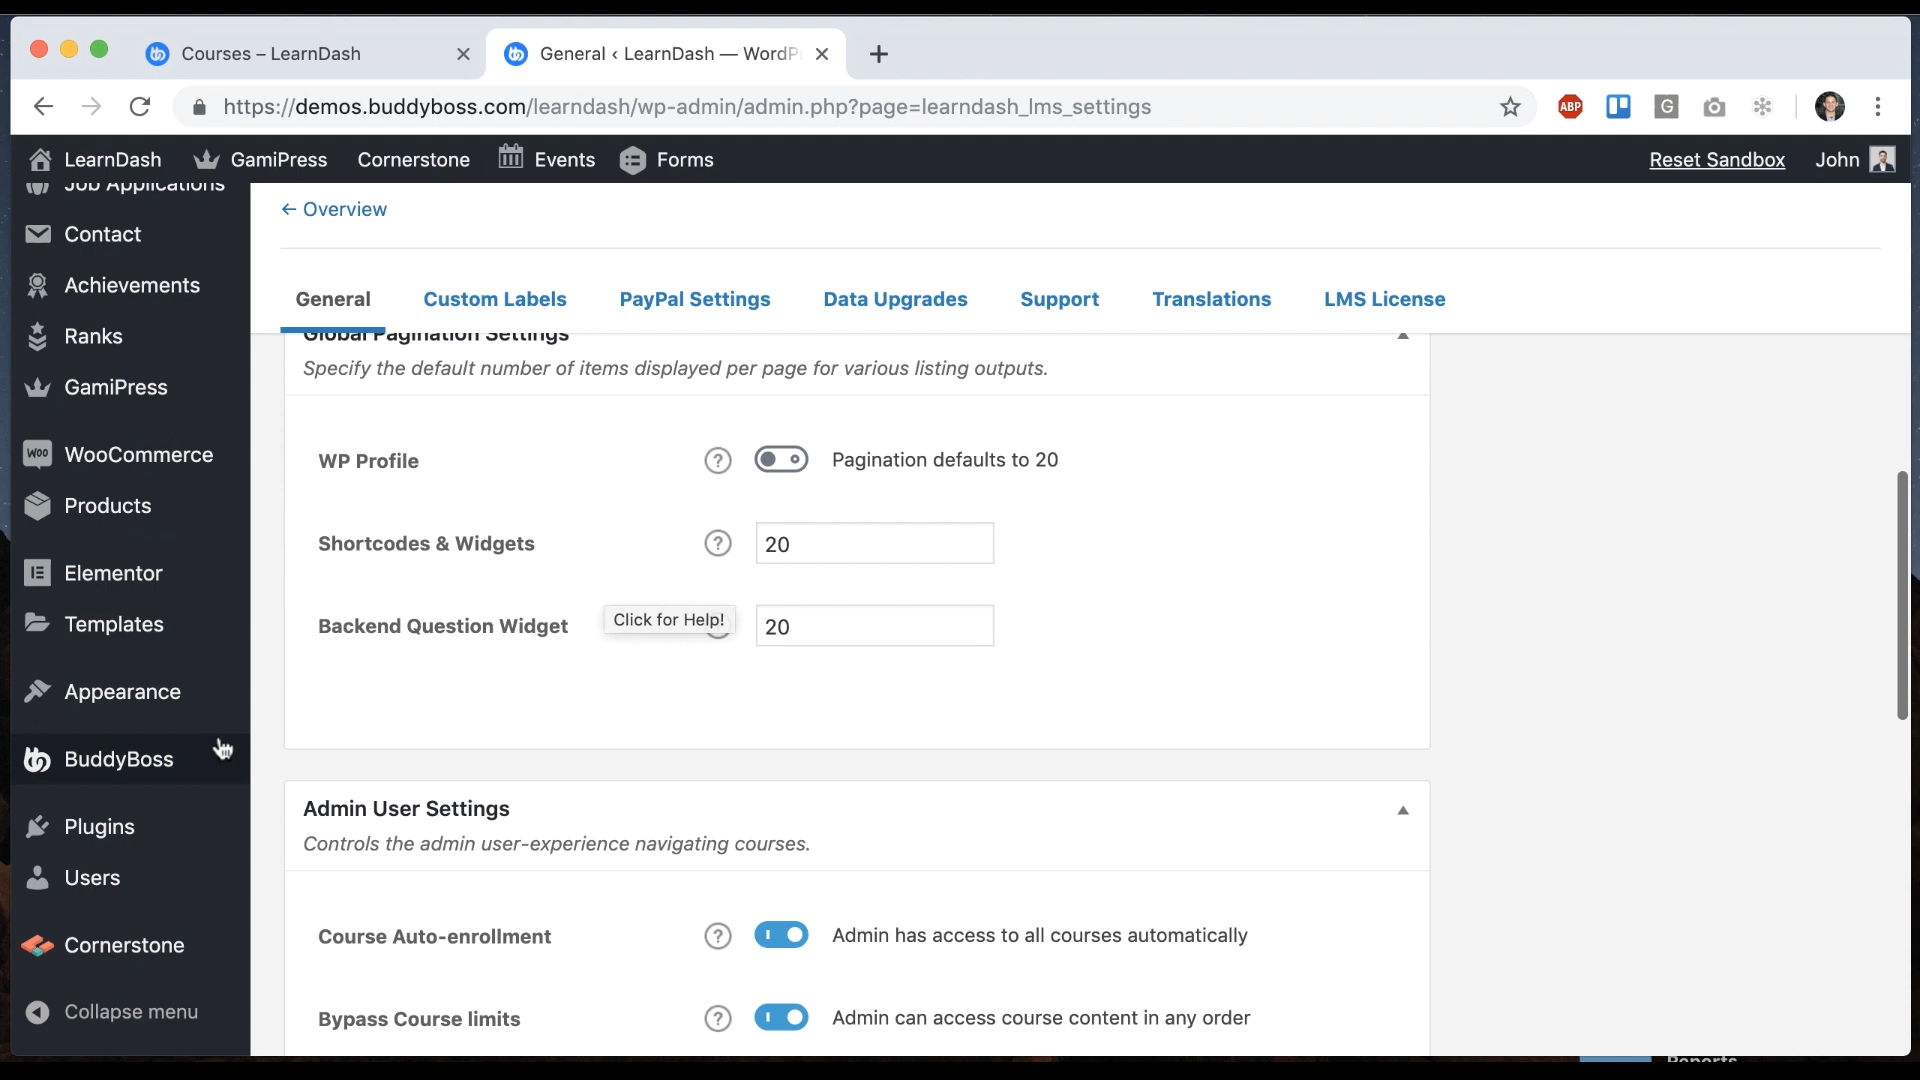 Courses – LearnDash
General ‹ LearnDash — WordP
https://demos.buddyboss.com/learndash/wp-admin/admin.php?page=learndash_lms_settings
ABP
G
LearnDash
GamiPress
Cornerstone
Events
Forms
Reset Sandbox
John
Job Applications
Contact
Achievements
Ranks
GamiPress
WOO
WooCommerce
Products
Elementor
Templates
Appearance
BuddyBoss
Plugins
Users
Cornerstone
Collapse menu
← Overview
General
Custom Labels
PayPal Settings
Data Upgrades
Support
Translations
LMS License
Global Pagination Settings
Specify the default number of items displayed per page for various listing outputs.
WP Profile
?
Pagination defaults to 20
Shortcodes & Widgets
?
20
Backend Question Widget
Click for Help!
20
Admin User Settings
Controls the admin user-experience navigating courses.
Course Auto-enrollment
?
Admin has access to all courses automatically
Bypass Course limits
?
Admin can access course content in any order
Reports